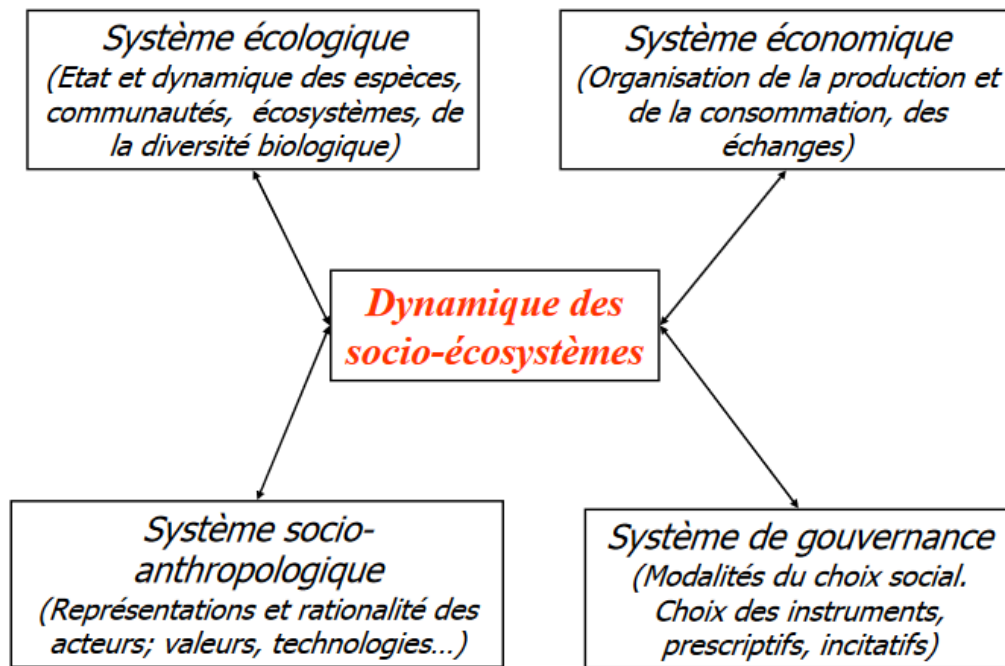 Système écologique
(Etat et dynamique des espèces,
communautés, écosystèmes, de
la diversité biologique)
Système économique
(Organisation de la production et
de la consommation, des
échanges)
Dynamique des
socio-écosystèmes
Système socio-
anthropologique
(Représentations et rationalité des
acteurs; valeurs, technologies...)
Système de gouvernance
(Modalités du choix social.
Choix des instruments,
prescriptifs, incitatifs)